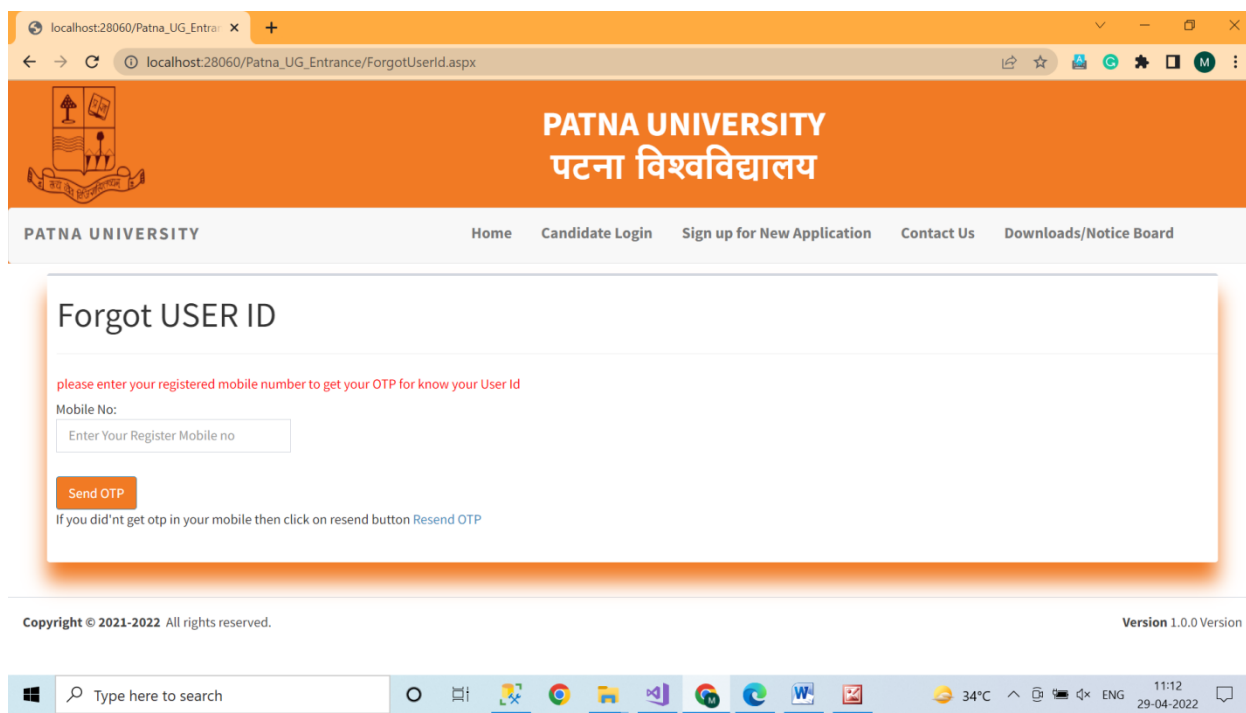 localhost:28060/Patna_UG_Entrar
localhost:28060/Patna_UG_Entrance/ForgotUserId.aspx
M
PATNA UNIVERSITY
पटना विश्वविद्यालय
PATNA UNIVERSITY
Home
Candidate Login
Sign up for New Application
Contact Us
Downloads/Notice Board
Forgot USER ID
please enter your registered mobile number to get your OTP for know your User Id
Mobile No:
Enter Your Register Mobile no
Send OTP
If you did'nt get otp in your mobile then click on resend button Resend OTP
Copyright © 2021-2022 All rights reserved.
Version 1.0.0 Version
Type here to search
34°C
ENG
11:12
29-04-2022